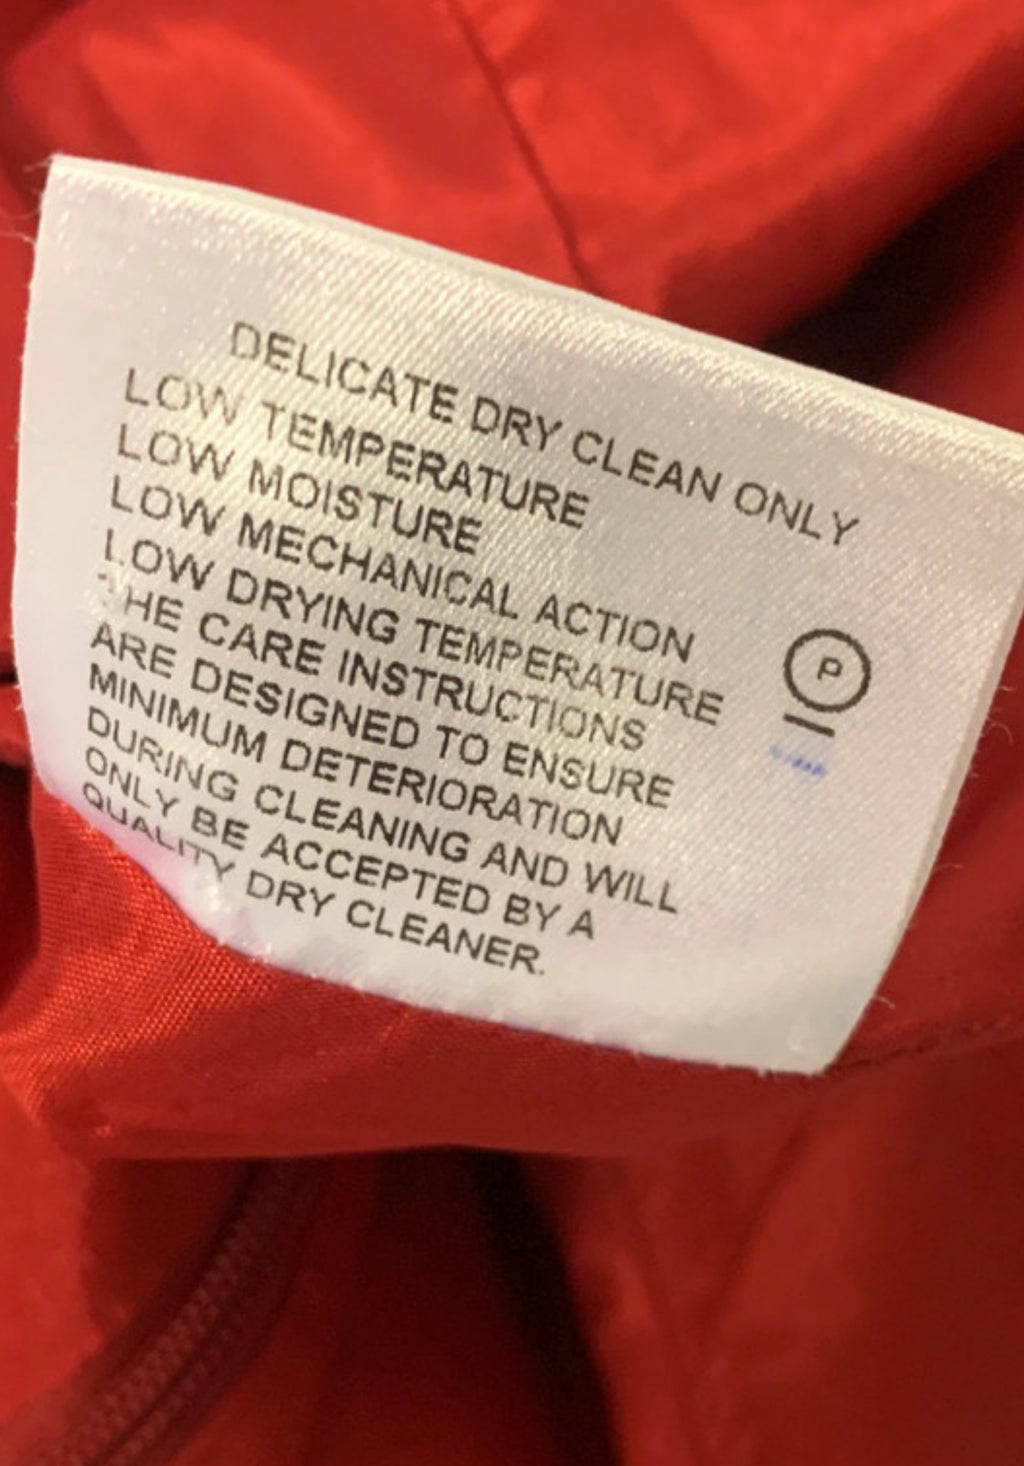 DELICATE DRY CLEAN ONLY
LOW TEMPERATURE
LOW MOISTURE
LOW MECHANICAL ACTION
LOW DRYING TEMPERATURE
THE CARE INSTRUCTIONS
ARE DESIGNED TO ENSURE
MINIMUM DETERIORATION
DURING CLEANING AND WILL
ONLY BE ACCEPTED BY A
QUALITY DRY CLEANER.
P